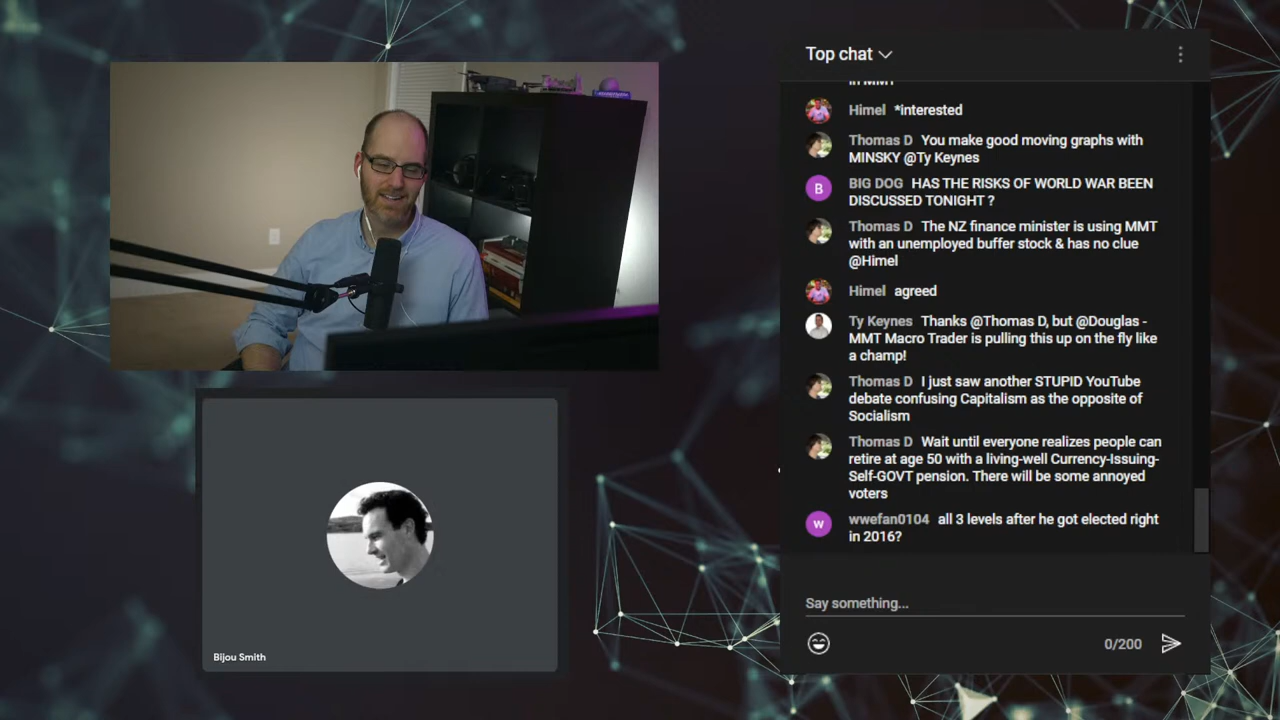 Top chat
in MMT
Himel *interested
Thomas D You make good moving graphs with
MINSKY @Ty Keynes
BIG DOG HAS THE RISKS OF WORLD WAR BEEN
DISCUSSED TONIGHT ?
Thomas D The NZ finance minister is using MMT
with an unemployed buffer stock & has no clue
@Himel
Himel agreed
Ty Keynes Thanks @Thomas D, but @Douglas -
MMT Macro Trader is pulling this up on the fly like
a champ!
Thomas D I just saw another STUPID YouTube
debate confusing Capitalism as the opposite of
Socialism
Thomas D Wait until everyone realizes people can
retire at age 50 with a living-well Currency-Issuing-
Self-GOVT pension. There will be some annoyed
voters
wwefan0104 all 3 levels after he got elected right
in 2016?
Say something...
0/200
B
w
Bijou Smith